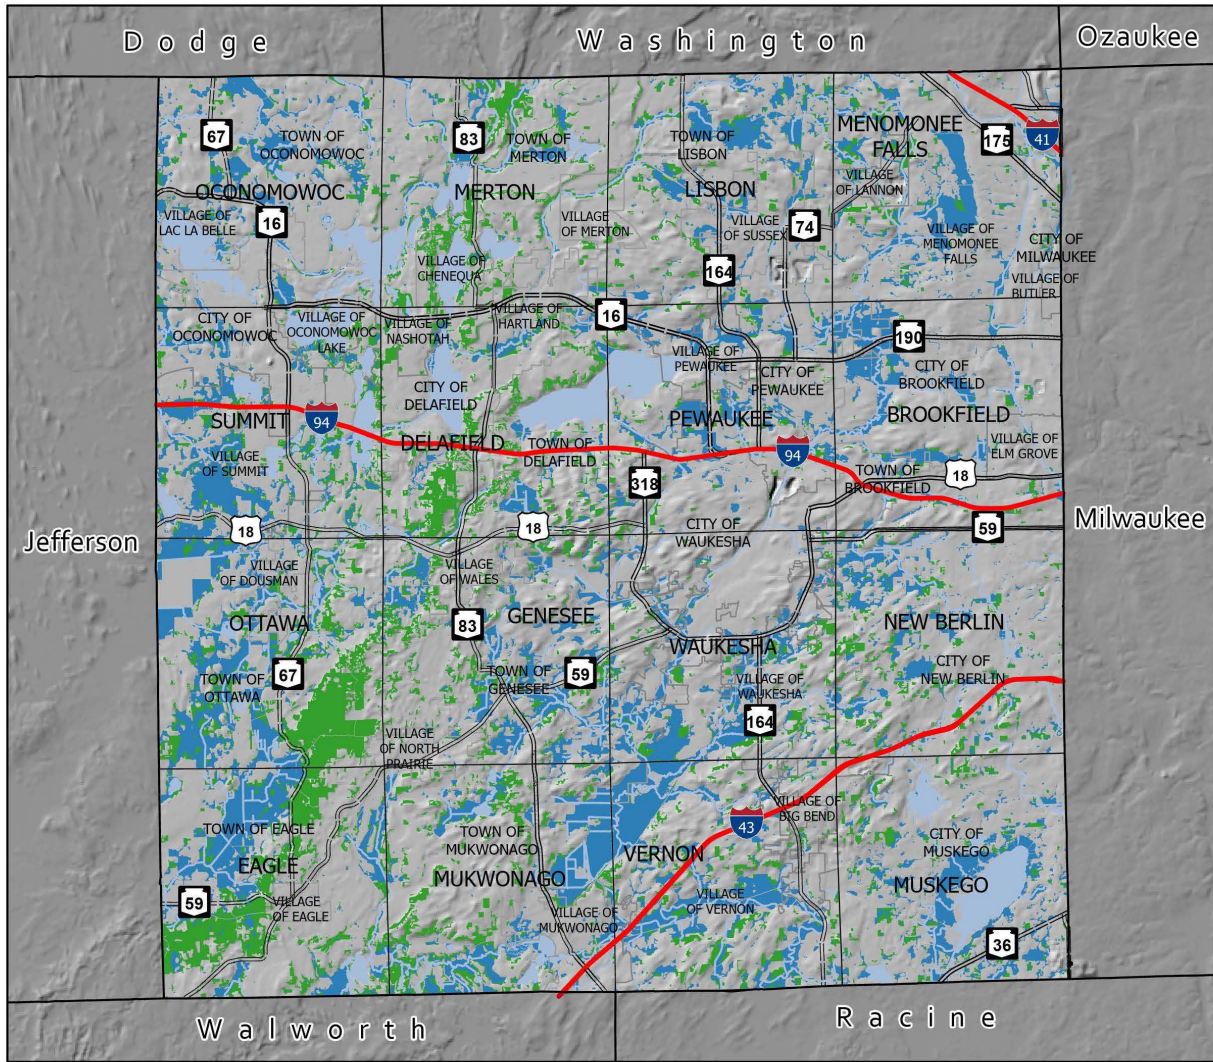 Dodge
Washington
Ozaukee
67
TOWN OF
OCONOMOWOC
83
TOWN OF
MERTON
TOWN OF
LISBON
MENOMONEE
FALLS
175
41
OCONOMOWOC
MERTON
LISBON
VILLAGE
OF LANNON
VILLAGE OF
LAC LA BELLE
16
VILLAGE
OF MERTON
VILLAGE
OF SUSSEX
74
VILLAGE OF
MENOMONEE
FALLS
CITY OF
MILWAUKEE
VILLAGE OF
CHENEQUA
164
VILLAGE OF
BUTLER
CITY OF
OCONOMOWOC
VILLAGE OF
OCONOMOWOC
LAKE
VILLAGE OF
NASHOTAH
VILLAGE OF
HARTLAND
16
190
VILLAGE OF
PEWAUKEE
CITY OF
PEWAUKEE
CITY OF
BROOKFIELD
CITY OF
DELAFIELD
SUMMIT
94
PEWAUKEE
BROOKFIELD
DELAFIELD
TOWN OF
DELAFIELD
94
VILLAGE OF
ELM GROVE
VILLAGE
OF SUMMIT
318
TOWN OF
BROOKFIELD
18
Jefferson
18
18
CITY OF
WAUKESHA
59
Milwaukee
VILLAGE
OF DOUSMAN
VILLAGE
OF WALES
OTTAWA
83
GENESEE
WAUKESHA
NEW BERLIN
TOWN OF
OTTAWA
67
TOWN OF
GENESEE
59
VILLAGE OF
WAUKESHA
CITY OF
NEW BERLIN
164
VILLAGE
OF NORTH
PRAIRIE
TOWN OF EAGLE
TOWN OF
MUKWONAGO
43
VILLAGE OF
BIG BEND
CITY OF
MUSKEGO
EAGLE
MUKWONAGO
VERNON
MUSKEGO
59
VILLAGE
OF EAGLE
VILLAGE OF
MUKWONAGO
VILLAGE
OF VERNON
36
Walworth
Racine